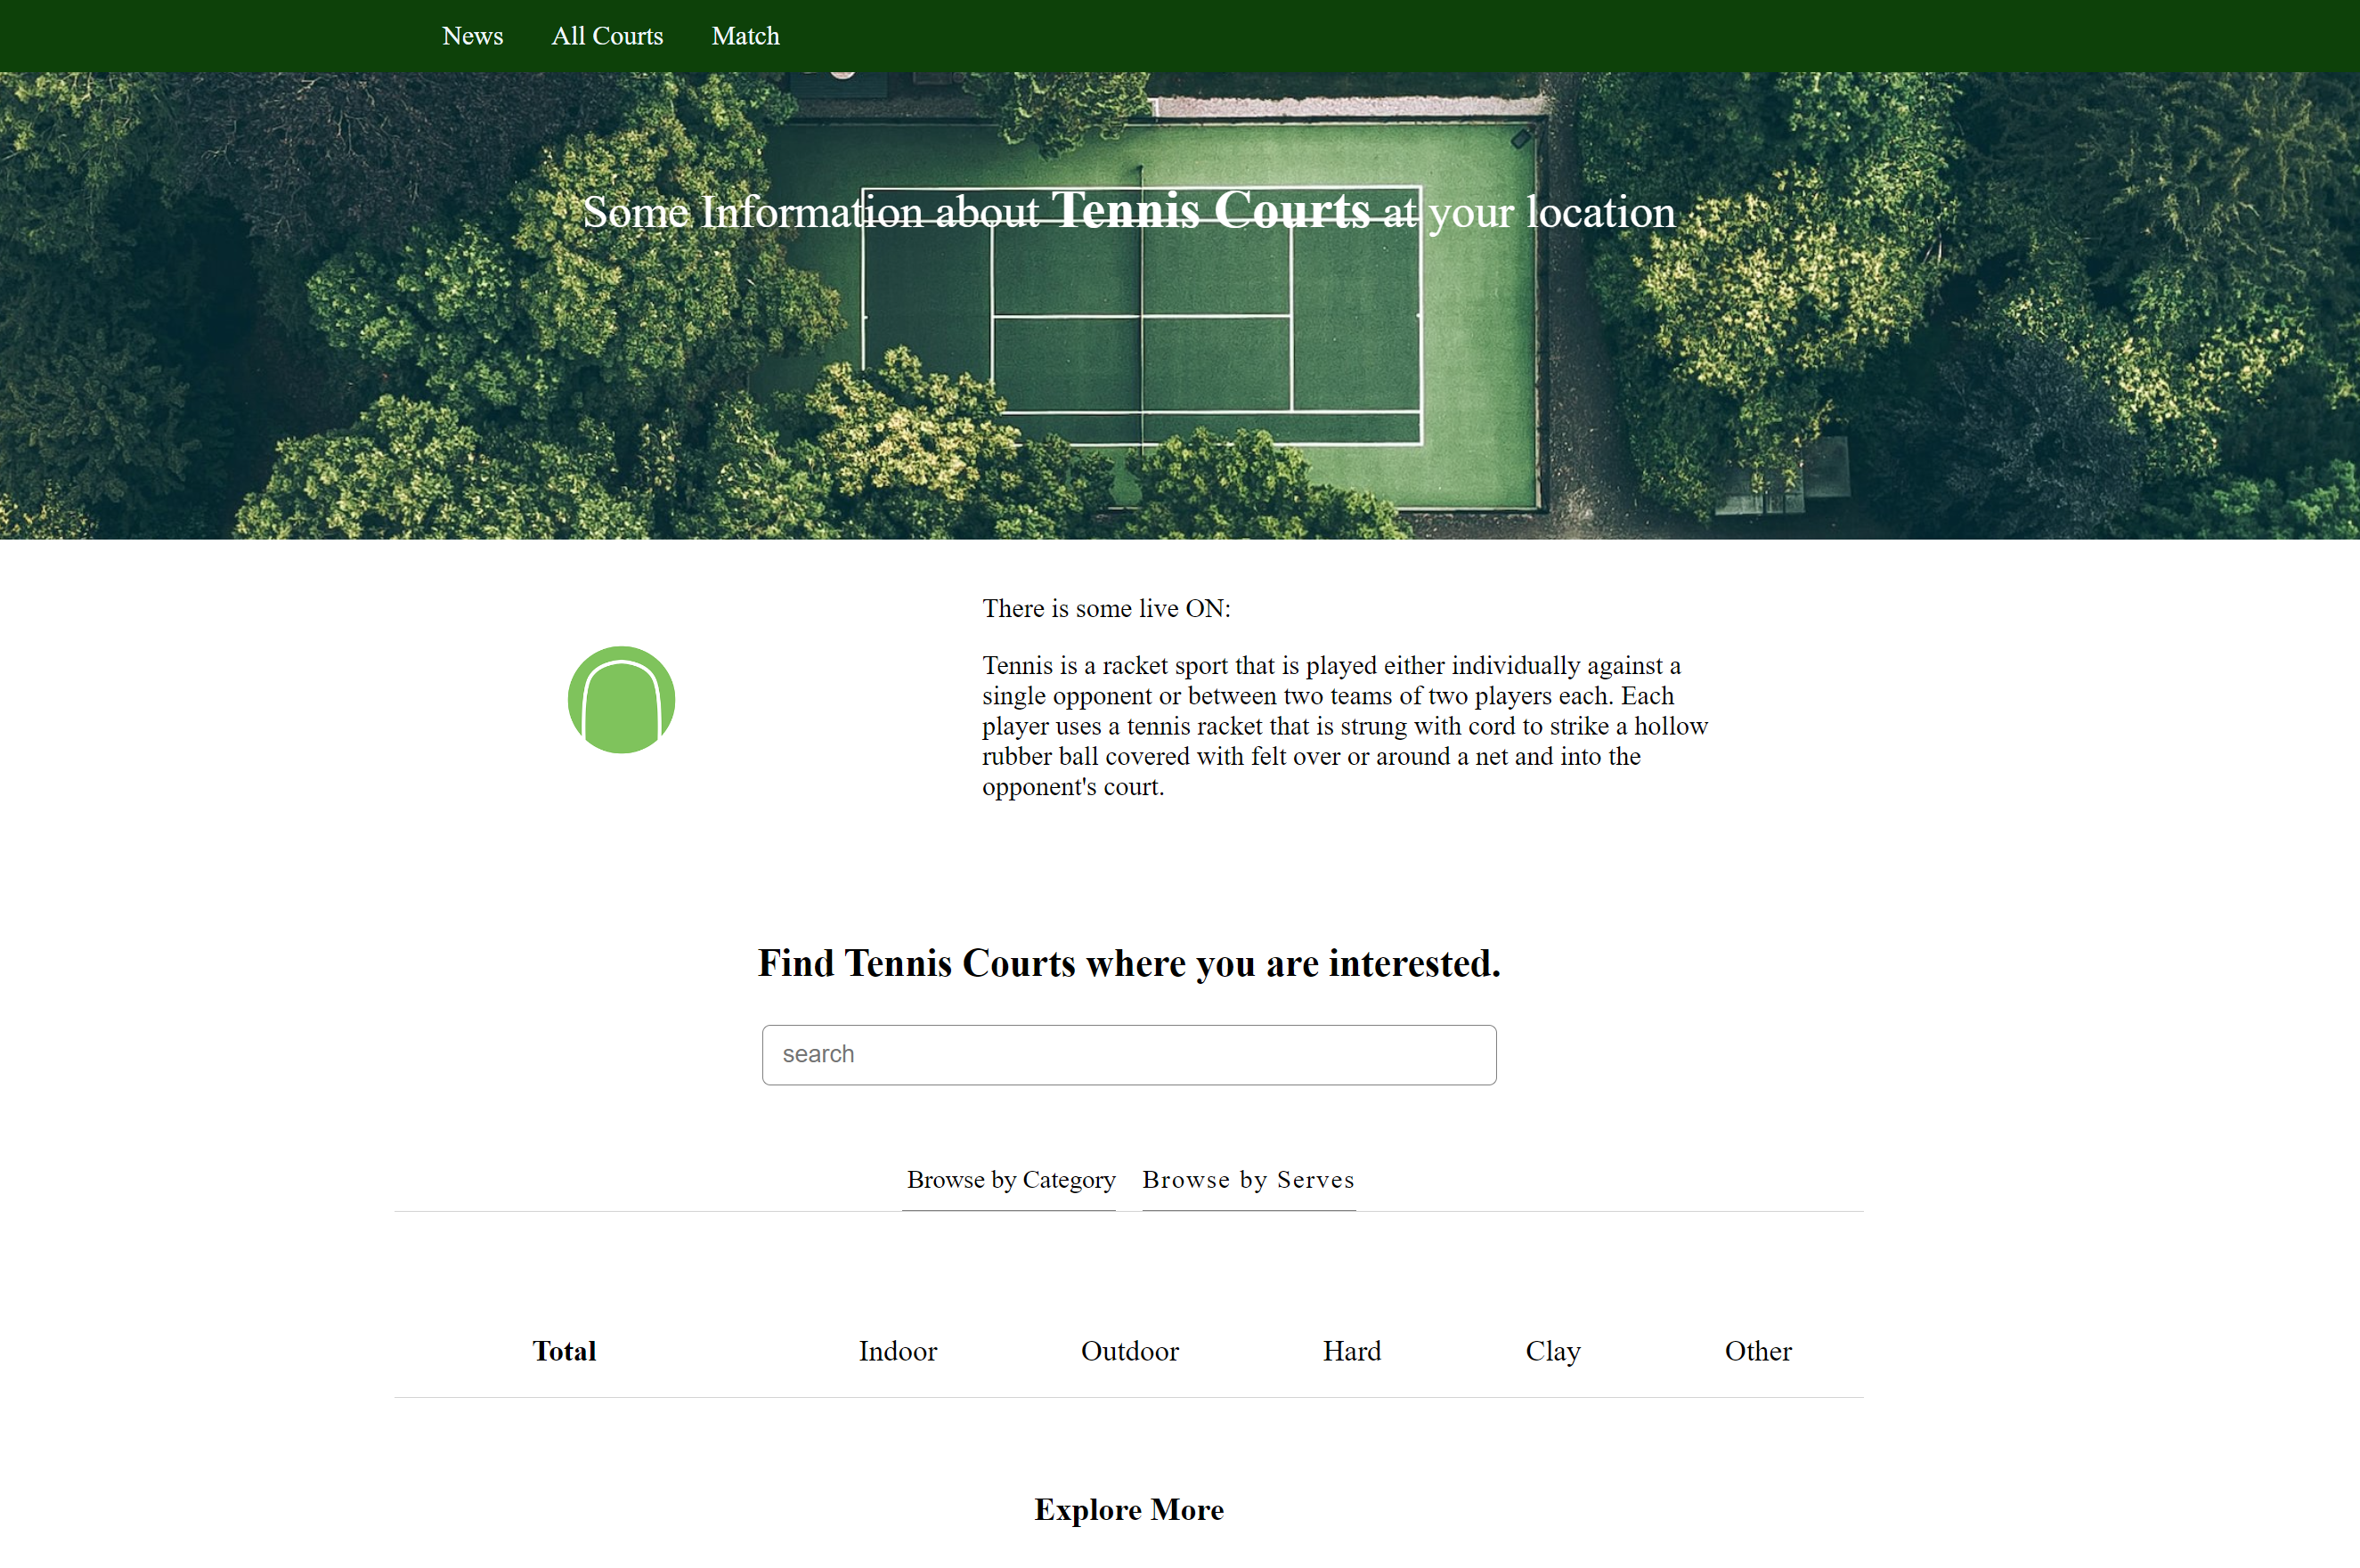 News All Courts Match
Some Information about Tennis Courts at your location
There is some live ON:
Tennis is a racket sport that is played either individually against a
single opponent or between two teams of two players each. Each
player uses a tennis racket that is strung with cord to strike a hollow
rubber ball covered with felt over or around a net and into the
opponent's court.
Find Tennis Courts where you are interested.
search
Browse by Category Browse by Serves
Total Indoor Outdoor Hard Clay Other
Explore More